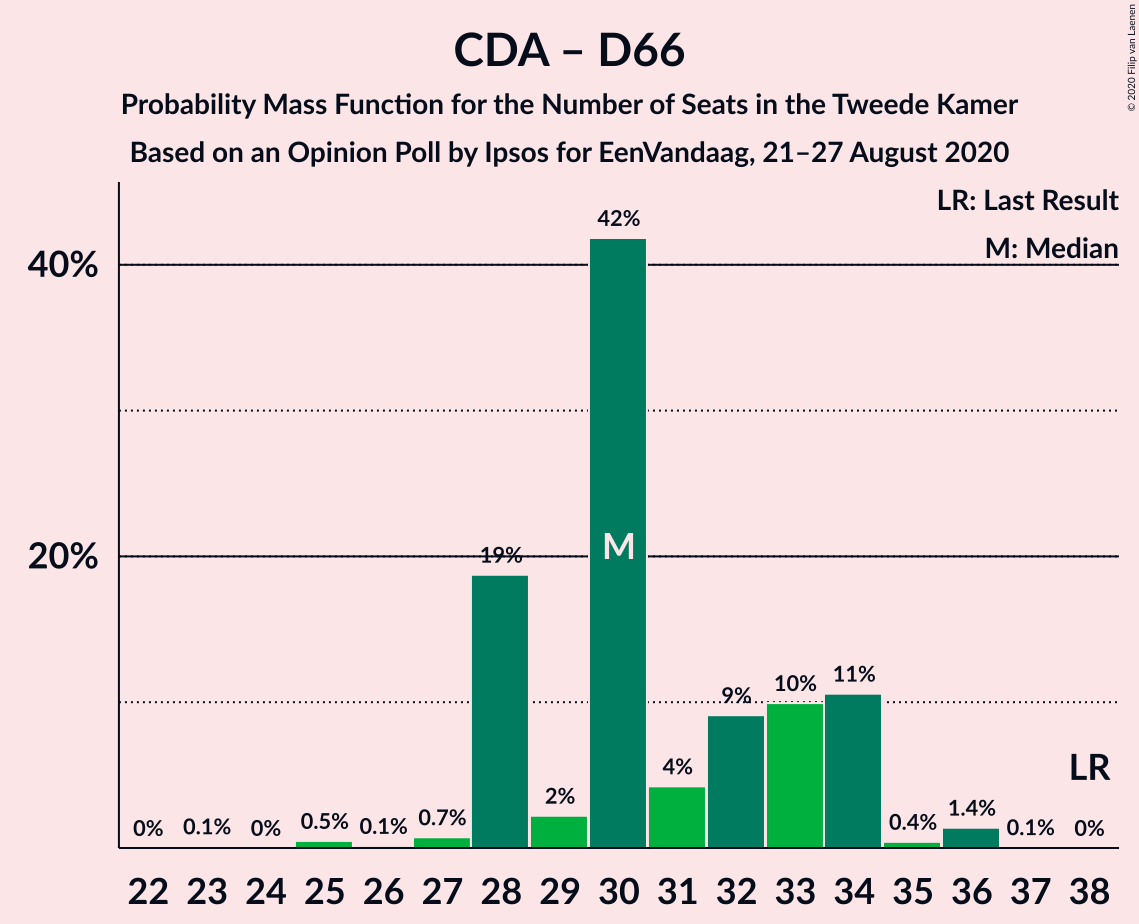 CDA – D66
Probability Mass Function for the Number of Seats in the Tweede Kamer
Based on an Opinion Poll by Ipsos for EenVandaag, 21–27 August 2020
© 2020 Filip van Laenen
LR: Last Result
M: Median
40%
20%
0%
0.1%
0%
0.5%
0.1%
0.7%
19%
2%
42%
M
4%
9%
10%
11%
0.4%
1.4%
0.1%
0%
LR
22 23 24 25 26 27 28 29 30 31 32 33 34 35 36 37 38